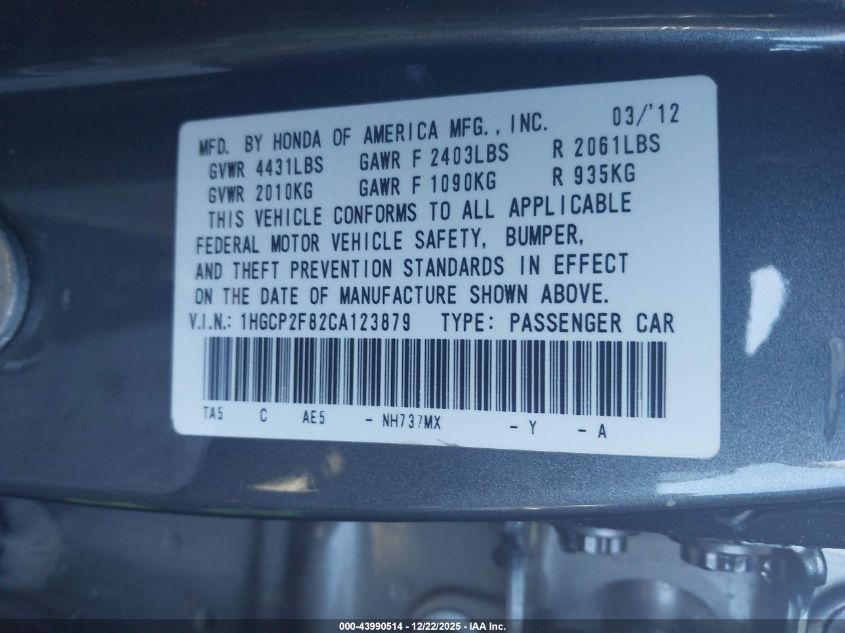 MFD. BY HONDA OF AMERICA MFG., INC. 03/'12
GVWR 4431LBS GAWR F 2403LBS R 2061LBS
GVWR 2010KG GAWR F 1090KG R 935KG
THIS VEHICLE CONFORMS TO ALL APPLICABLE
FEDERAL MOTOR VEHICLE SAFETY, BUMPER,
AND THEFT PREVENTION STANDARDS IN EFFECT
ON THE DATE OF MANUFACTURE SHOWN ABOVE.
V.I.N.: 1HGCP2F82CA123879 TYPE: PASSENGER CAR
TA5 C AE5 - NH737MX - Y - A
000-43990514 - 12/22/2025 - IAA Inc.